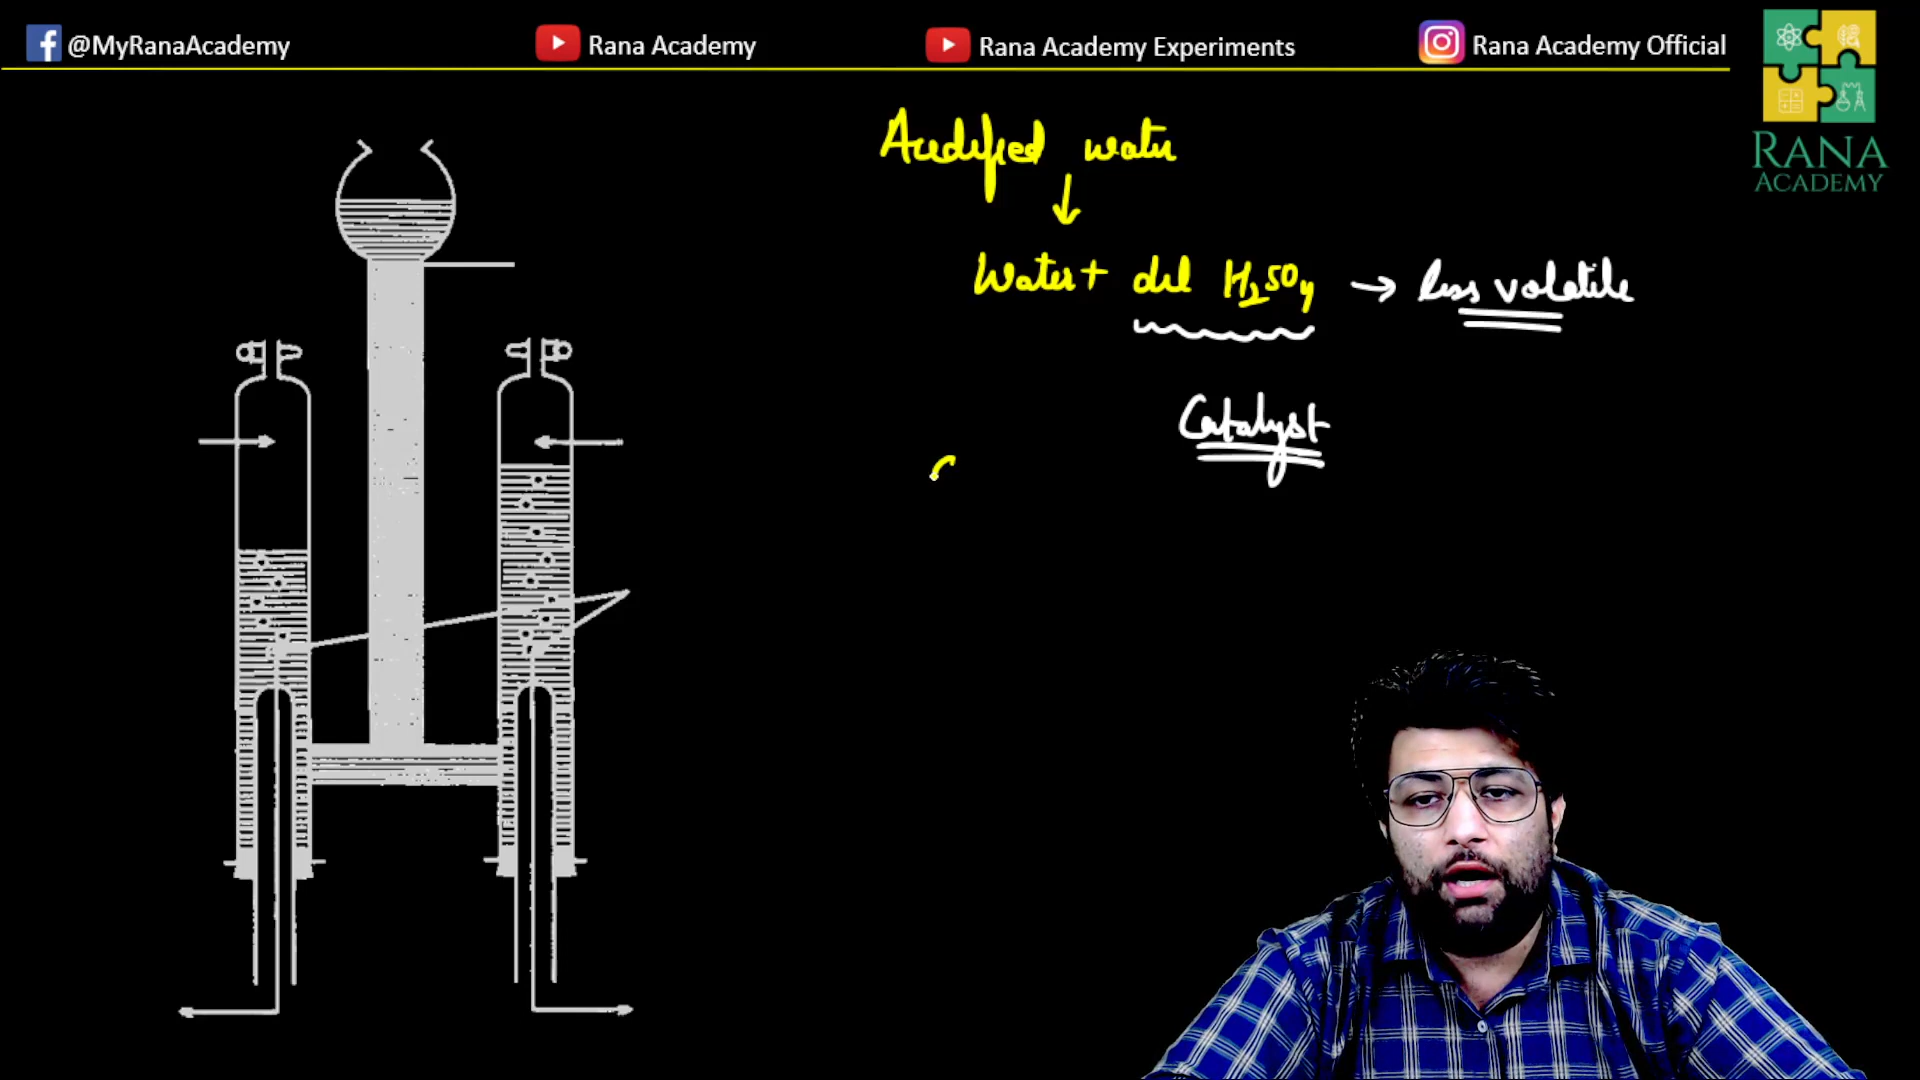 @MyRanaAcademy
Rana Academy
Rana Academy Experiments
Rana Academy Official
RANA
ACADEMY
Acidified water
Water + dil H2SO4 → less volatile
Catalyst